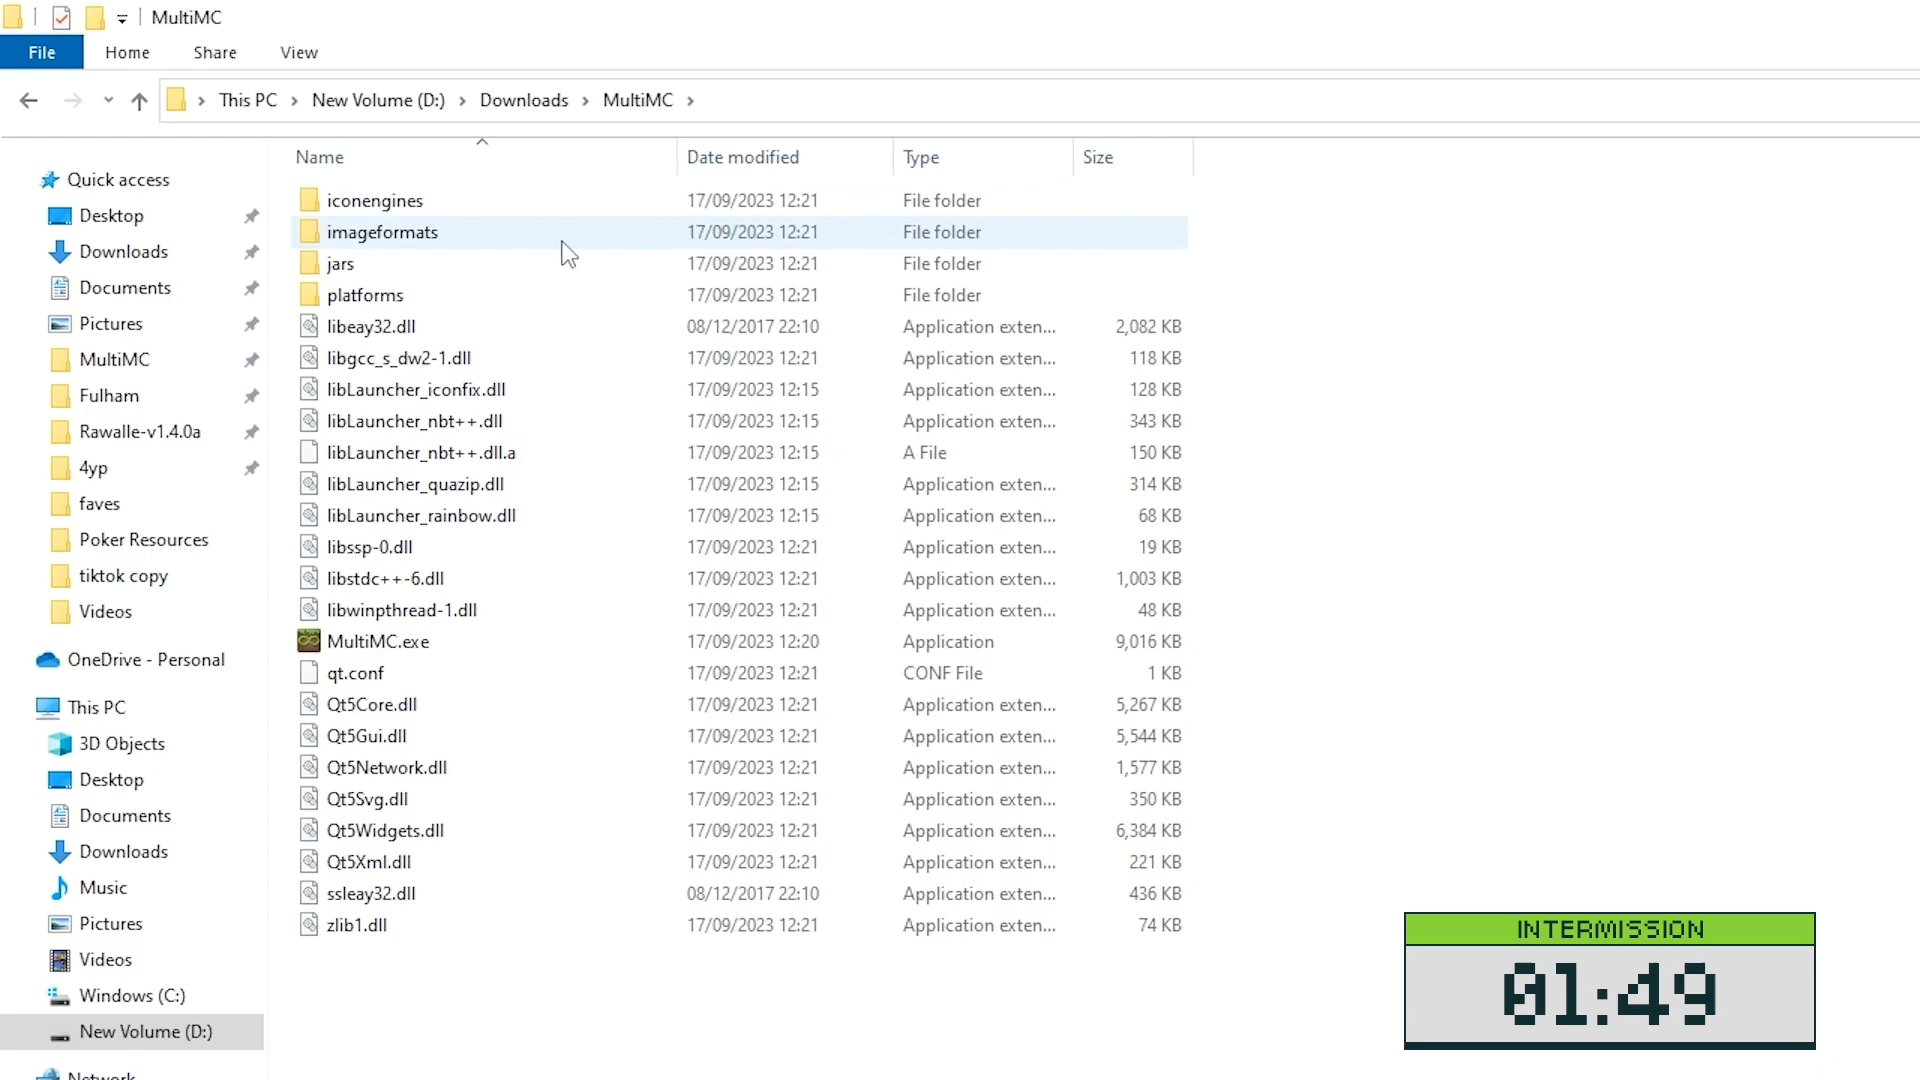 MultiMC
File Home Share View
This PC New Volume (D:) Downloads MultiMC
Name Date modified Type Size
Quick access
Desktop
Downloads
Documents
Pictures
MultiMC
Fulham
Rawalle-v1.4.0a
4yp
faves
Poker Resources
tiktok copy
Videos
OneDrive - Personal
This PC
3D Objects
Desktop
Documents
Downloads
Music
Pictures
Videos
Windows (C:)
New Volume (D:)
Network
iconengines 17/09/2023 12:21 File folder
imageformats 17/09/2023 12:21 File folder
jars 17/09/2023 12:21 File folder
platforms 17/09/2023 12:21 File folder
libeay32.dll 08/12/2017 22:10 Application exten... 2,082 KB
libgcc_s_dw2-1.dll 17/09/2023 12:21 Application exten... 118 KB
libLauncher_iconfix.dll 17/09/2023 12:15 Application exten... 128 KB
libLauncher_nbt++.dll 17/09/2023 12:15 Application exten... 343 KB
libLauncher_nbt++.dll.a 17/09/2023 12:15 A File 150 KB
libLauncher_quazip.dll 17/09/2023 12:15 Application exten... 314 KB
libLauncher_rainbow.dll 17/09/2023 12:15 Application exten... 68 KB
libssp-0.dll 17/09/2023 12:21 Application exten... 19 KB
libstdc++-6.dll 17/09/2023 12:21 Application exten... 1,003 KB
libwinpthread-1.dll 17/09/2023 12:21 Application exten... 48 KB
MultiMC.exe 17/09/2023 12:20 Application 9,016 KB
qt.conf 17/09/2023 12:21 CONF File 1 KB
Qt5Core.dll 17/09/2023 12:21 Application exten... 5,267 KB
Qt5Gui.dll 17/09/2023 12:21 Application exten... 5,544 KB
Qt5Network.dll 17/09/2023 12:21 Application exten... 1,577 KB
Qt5Svg.dll 17/09/2023 12:21 Application exten... 350 KB
Qt5Widgets.dll 17/09/2023 12:21 Application exten... 6,384 KB
Qt5Xml.dll 17/09/2023 12:21 Application exten... 221 KB
ssleay32.dll 08/12/2017 22:10 Application exten... 436 KB
zlib1.dll 17/09/2023 12:21 Application exten... 74 KB
INTERMISSION
01:49